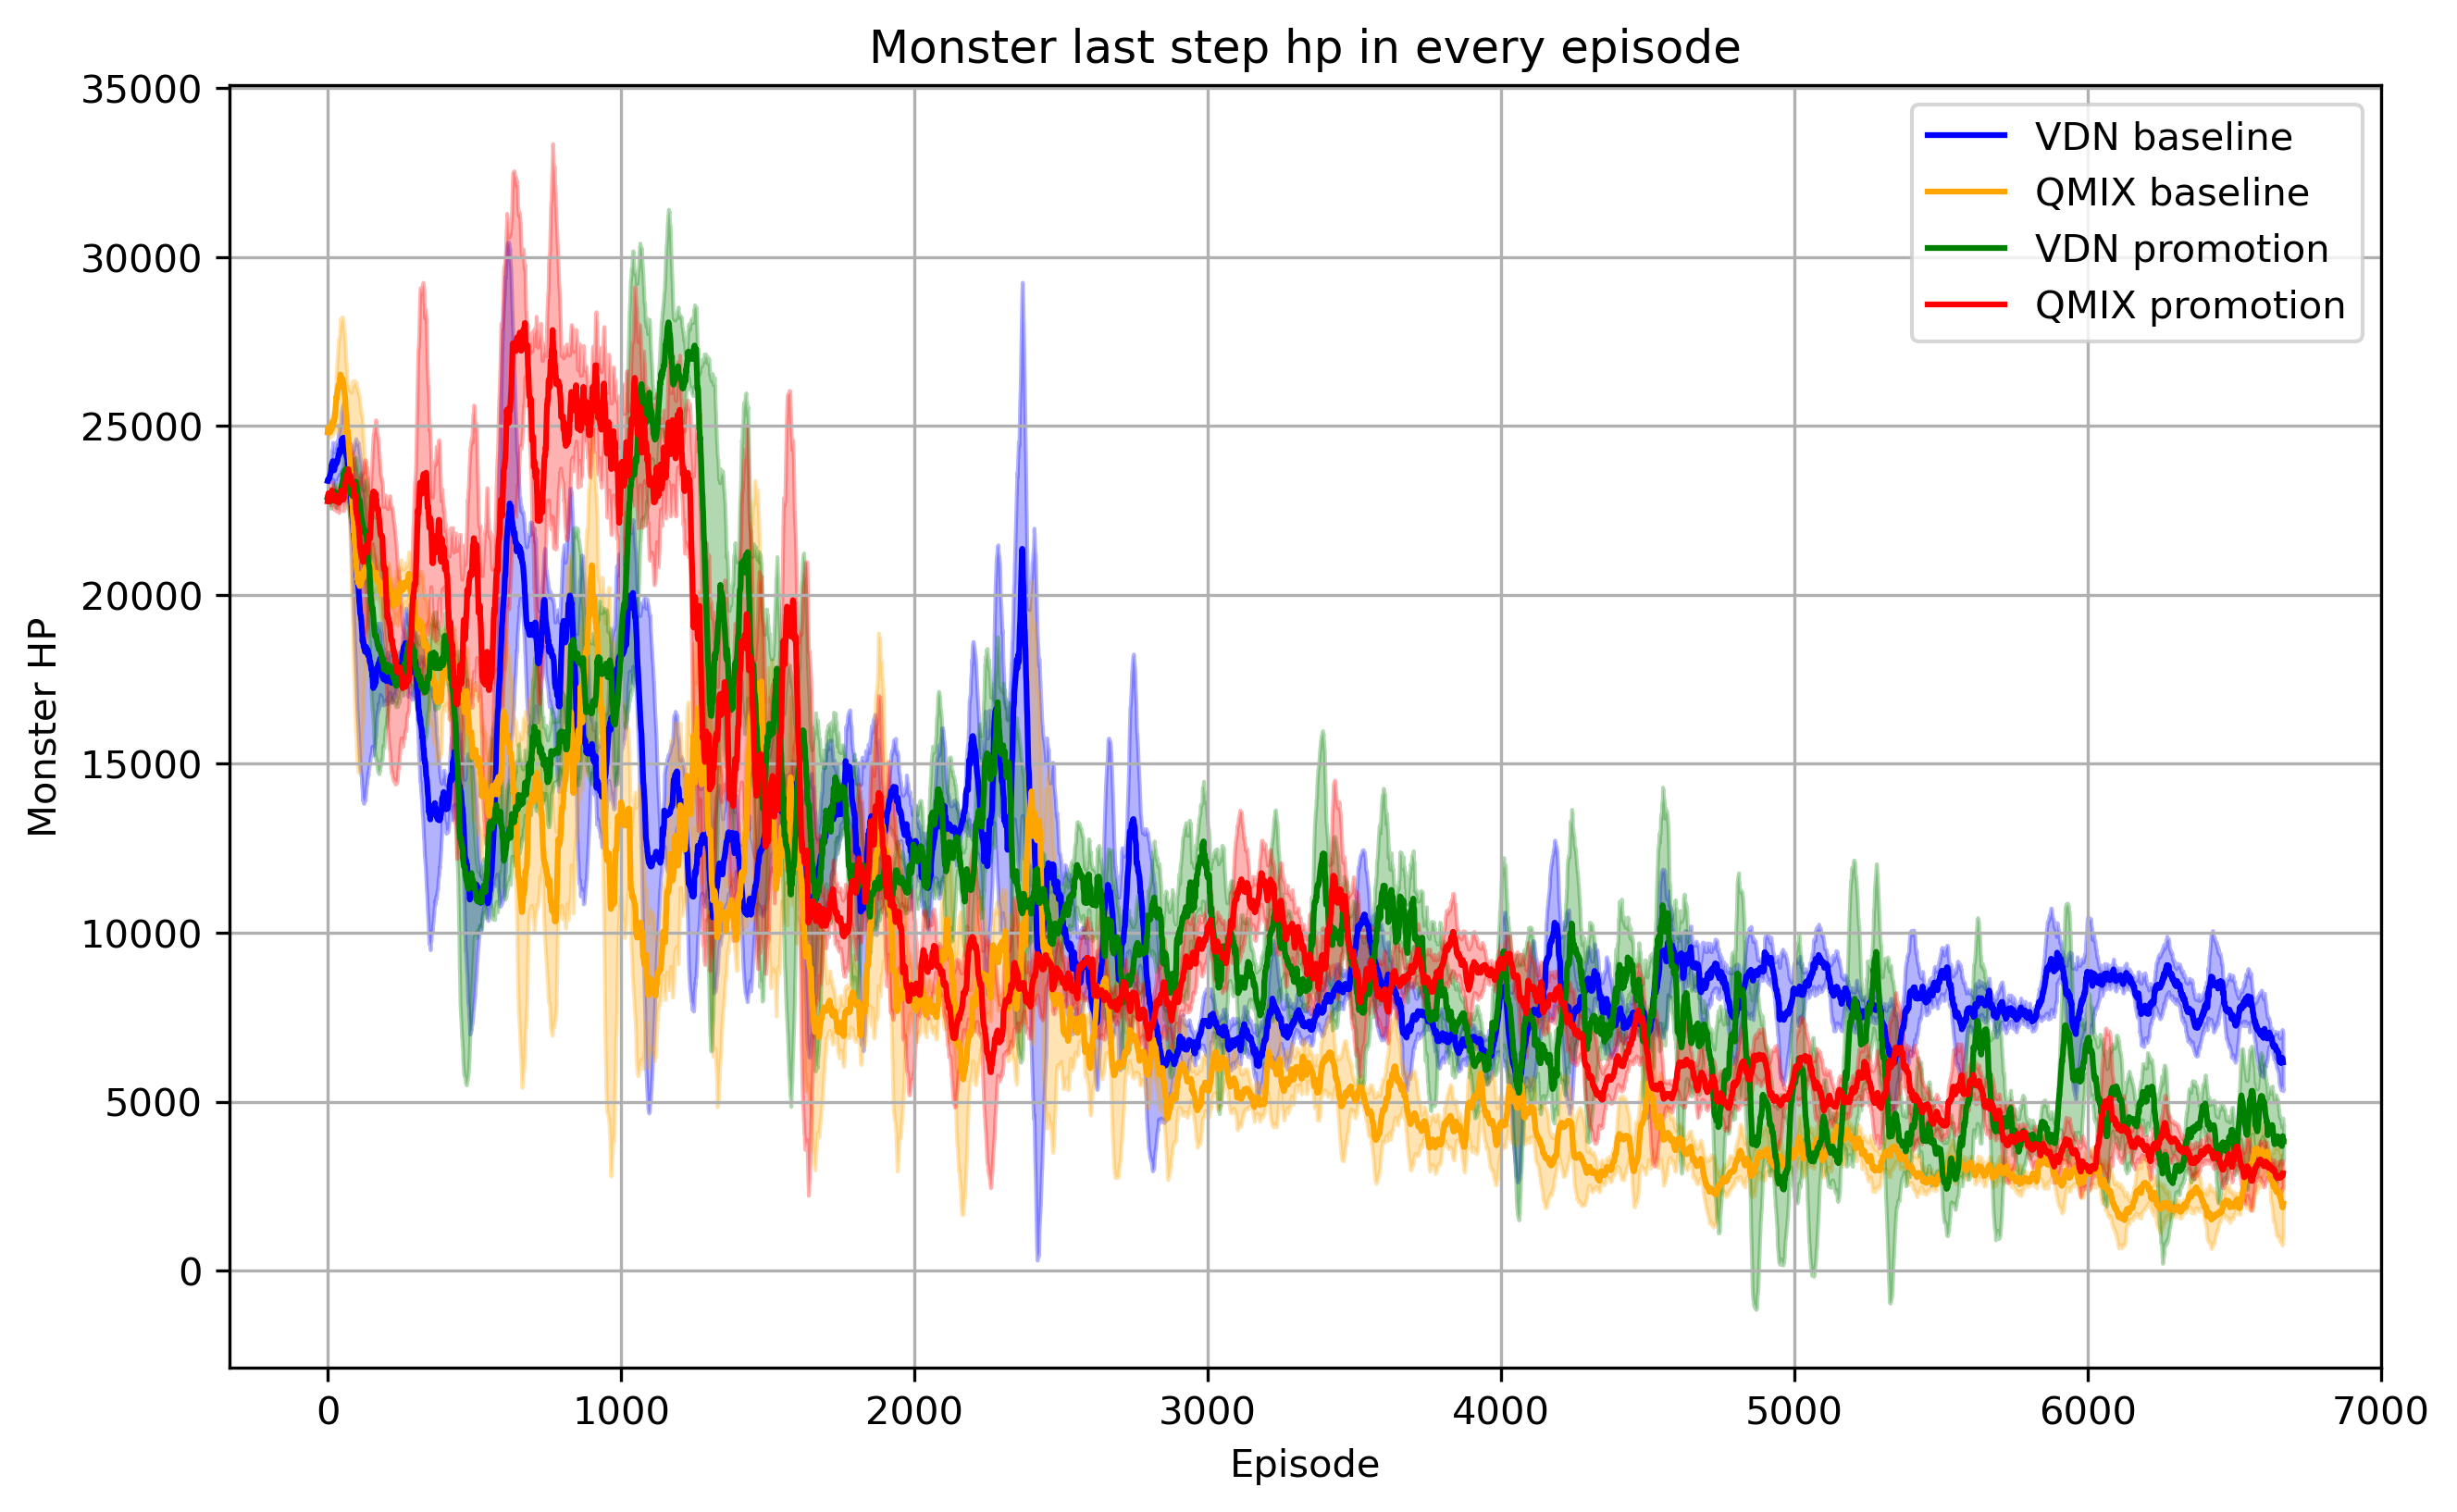 Monster last step hp in every episode
35000
30000
25000
20000
15000
10000
5000
0
Monster HP
VDN baseline
QMIX baseline
VDN promotion
QMIX promotion
0 1000 2000 3000 4000 5000 6000 7000
Episode